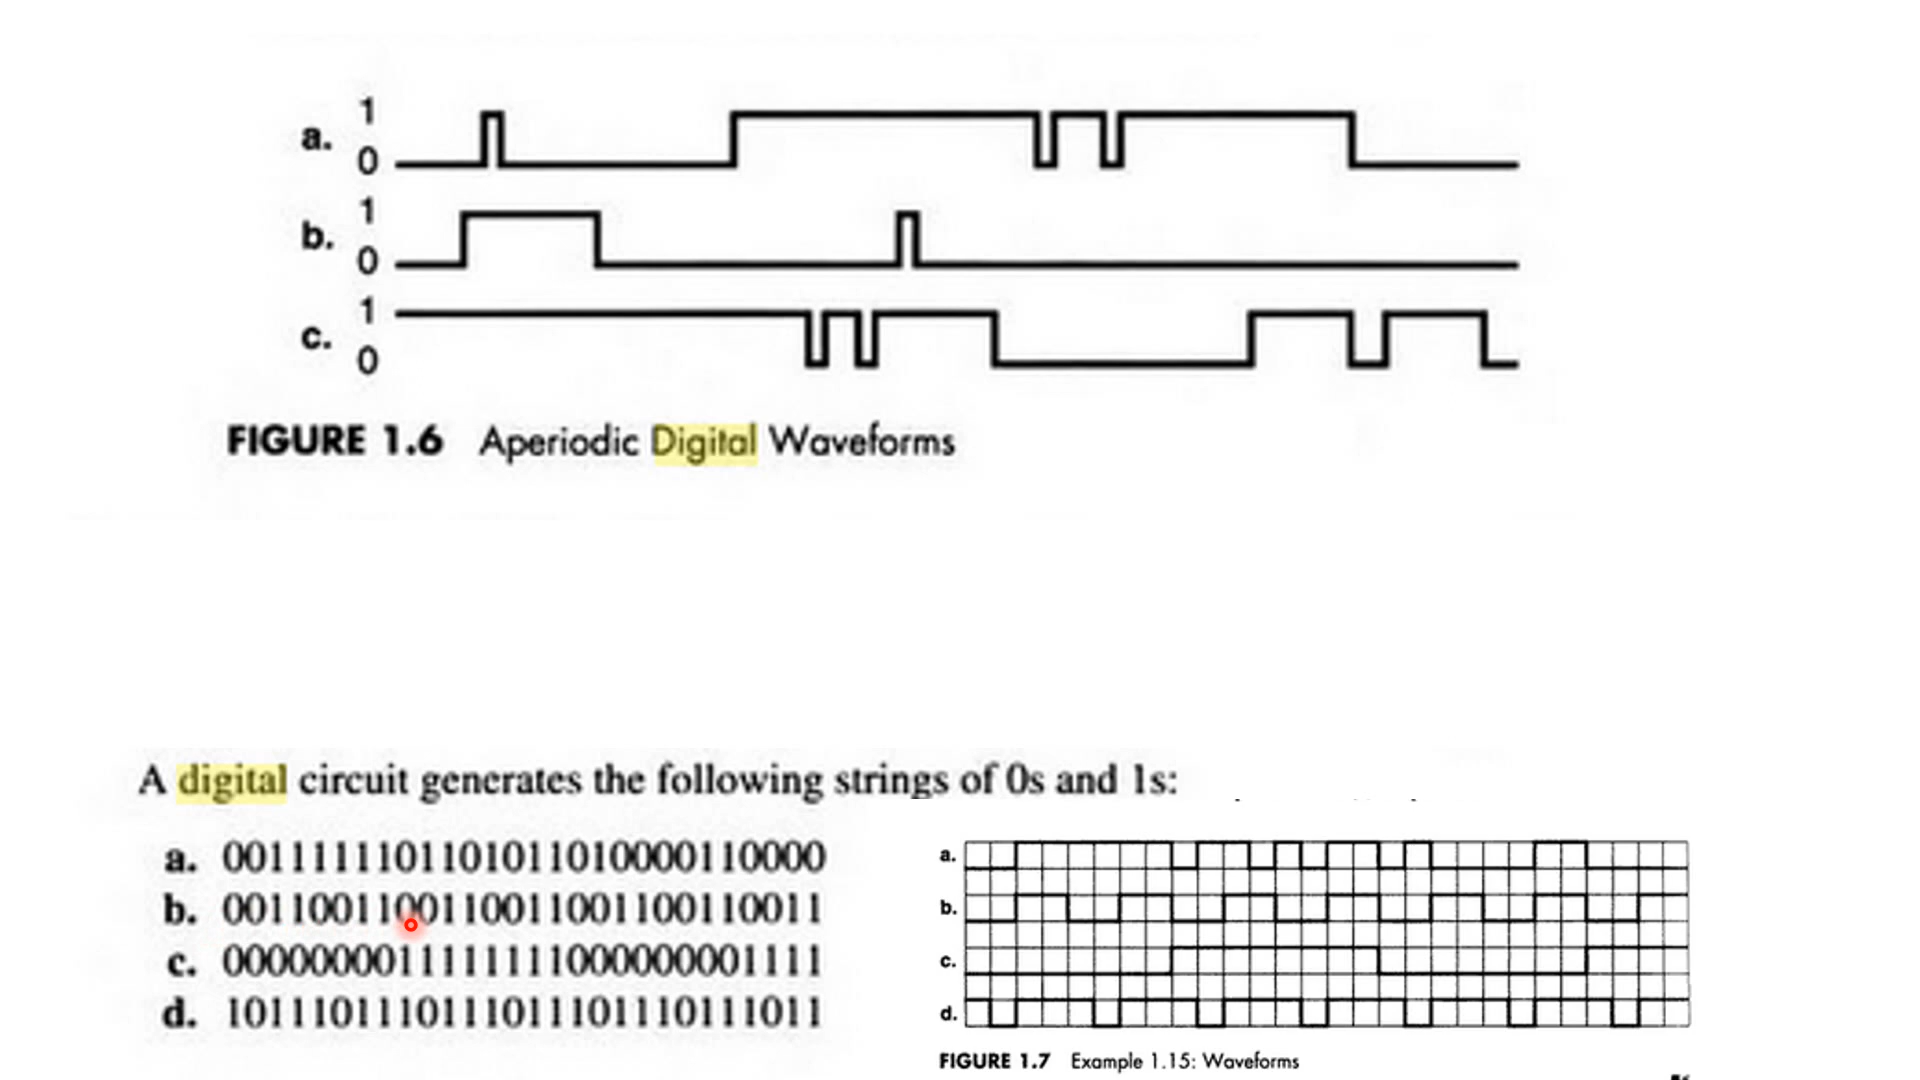 1
a.
0
1
b.
0
1
c.
0
FIGURE 1.6 Aperiodic Digital Waveforms
A digital circuit generates the following strings of 0s and 1s:
a. 0011111101101011010000110000
b. 0011001100110011001100110011
c. 0000000011111111000000001111
d. 1011101110111011101110111011
a.
b.
c.
d.
FIGURE 1.7 Example 1.15: Waveforms